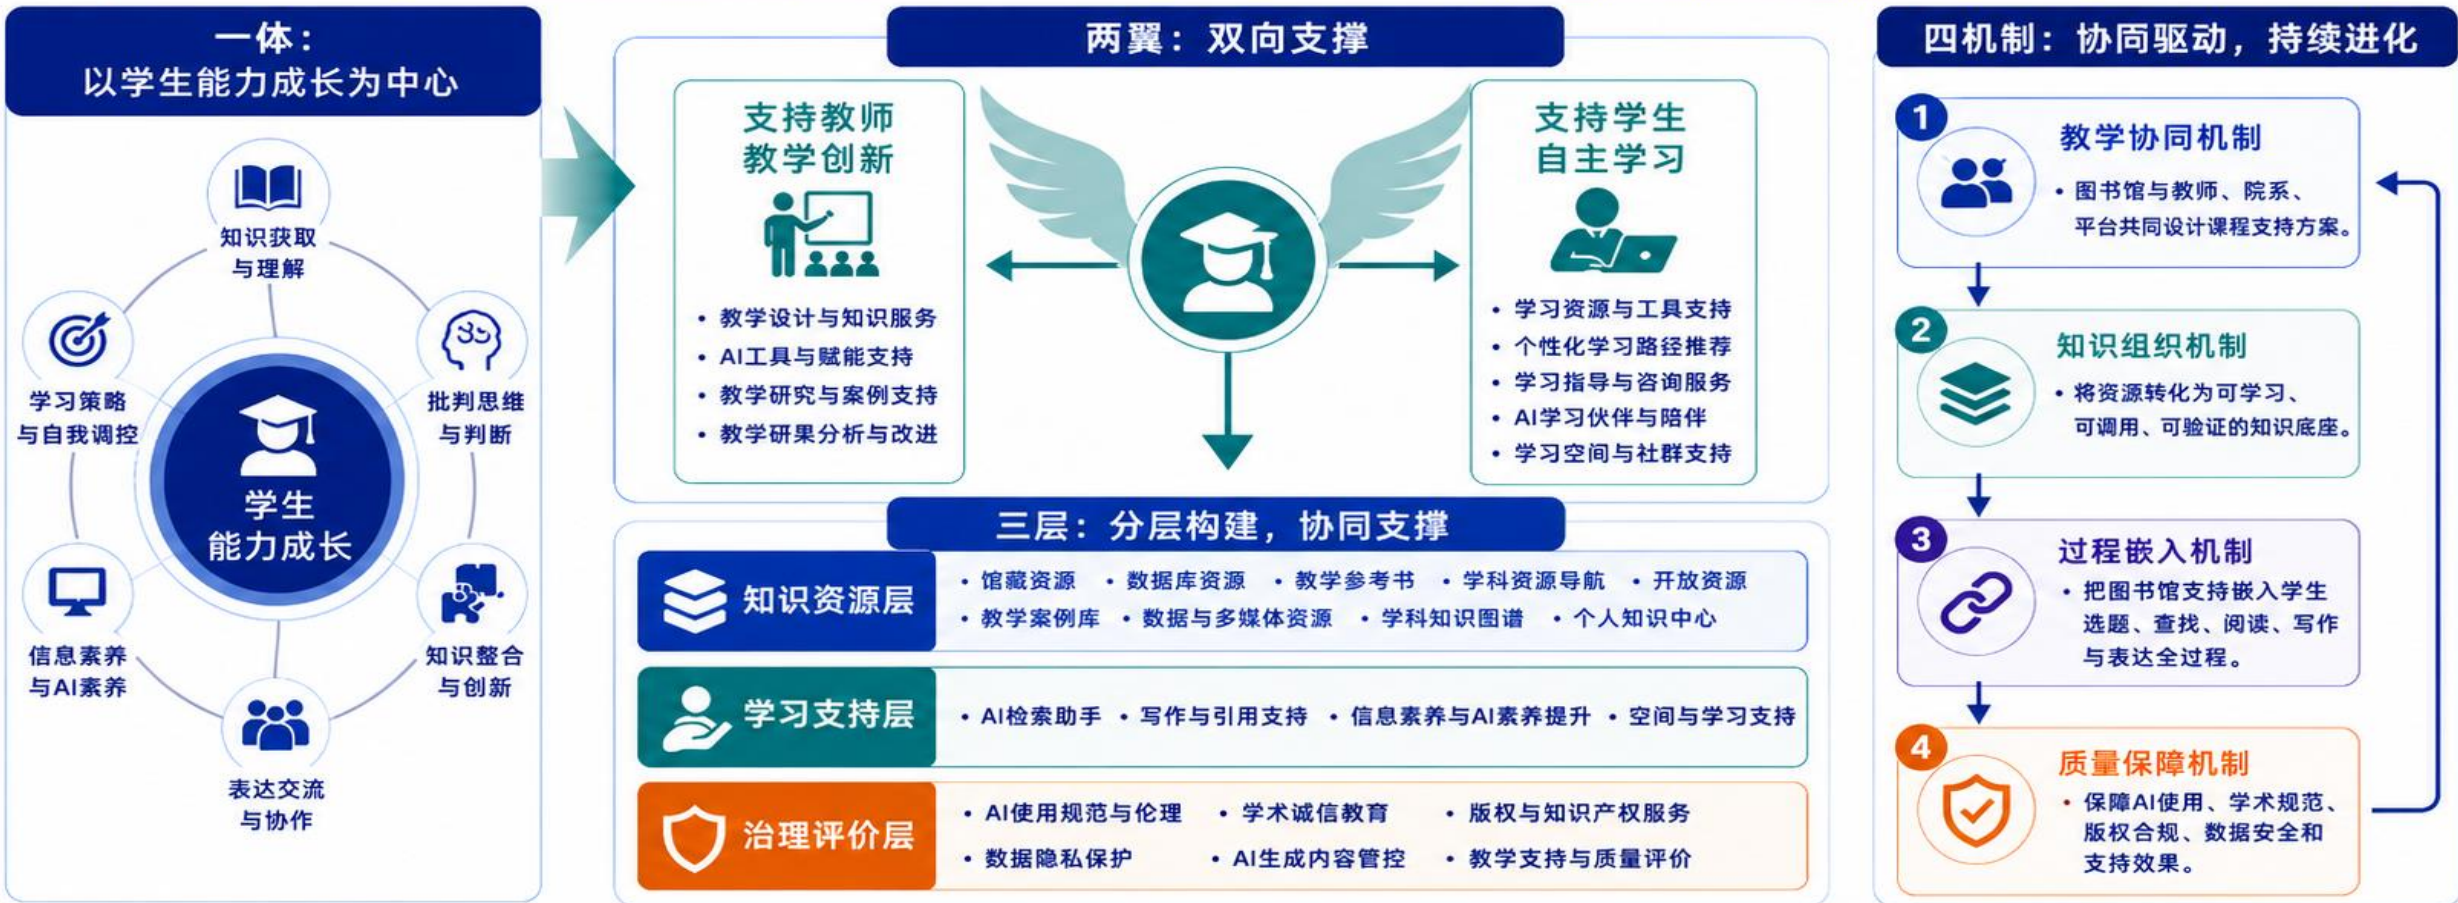 一体：
以学生能力成长为中心
知识获取
与理解
批判思维
与判断
知识整合
与创新
表达交流
与协作
信息素养
与AI素养
学习策略
与自我调控
学生
能力成长
两翼：双向支撑
支持教师
教学创新
• 教学设计与知识服务
• AI工具与赋能支持
• 教学研究与案例支持
• 教学研果分析与改进
支持学生
自主学习
• 学习资源与工具支持
• 个性化学习路径推荐
• 学习指导与咨询服务
• AI学习伙伴与陪伴
• 学习空间与社群支持
三层：分层构建，协同支撑
知识资源层
• 馆藏资源 • 数据库资源 • 教学参考书 • 学科资源导航 • 开放资源
• 教学案例库 • 数据与多媒体资源 • 学科知识图谱 • 个人知识中心
学习支持层
• AI检索助手 • 写作与引用支持 • 信息素养与AI素养提升 • 空间与学习支持
治理评价层
• AI使用规范与伦理 • 学术诚信教育 • 版权与知识产权服务
• 数据隐私保护 • AI生成内容管控 • 教学支持与质量评价
四机制：协同驱动，持续进化
1
教学协同机制
• 图书馆与教师、院系、
平台共同设计课程支持方案。
2
知识组织机制
• 将资源转化为可学习、
可调用、可验证的知识底座。
3
过程嵌入机制
• 把图书馆支持嵌入学生
选题、查找、阅读、写作
与表达全过程。
4
质量保障机制
• 保障AI使用、学术规范、
版权合规、数据安全和
支持效果。